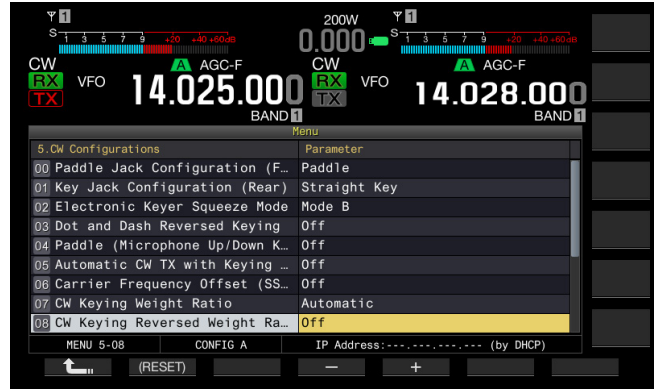 1 200W 1
S 1 3 5 7 9 +20 +40 +60dB 0.000 S 1 3 5 7 9 +20 +40 +60dB
CW A AGC-F CW A AGC-F
RX VFO 14.025.000 RX VFO 14.028.000
TX TX
BAND 1 BAND 1
Menu
5.CW Configurations Parameter
00 Paddle Jack Configuration (F… Paddle
01 Key Jack Configuration (Rear) Straight Key
02 Electronic Keyer Squeeze Mode Mode B
03 Dot and Dash Reversed Keying Off
04 Paddle (Microphone Up/Down K… Off
05 Automatic CW TX with Keying … Off
06 Carrier Frequency Offset (SS… Off
07 CW Keying Weight Ratio Automatic
08 CW Keying Reversed Weight Ra… Off
MENU 5-08 CONFIG A IP Address:---.---.---.--- (by DHCP)
(RESET) − +